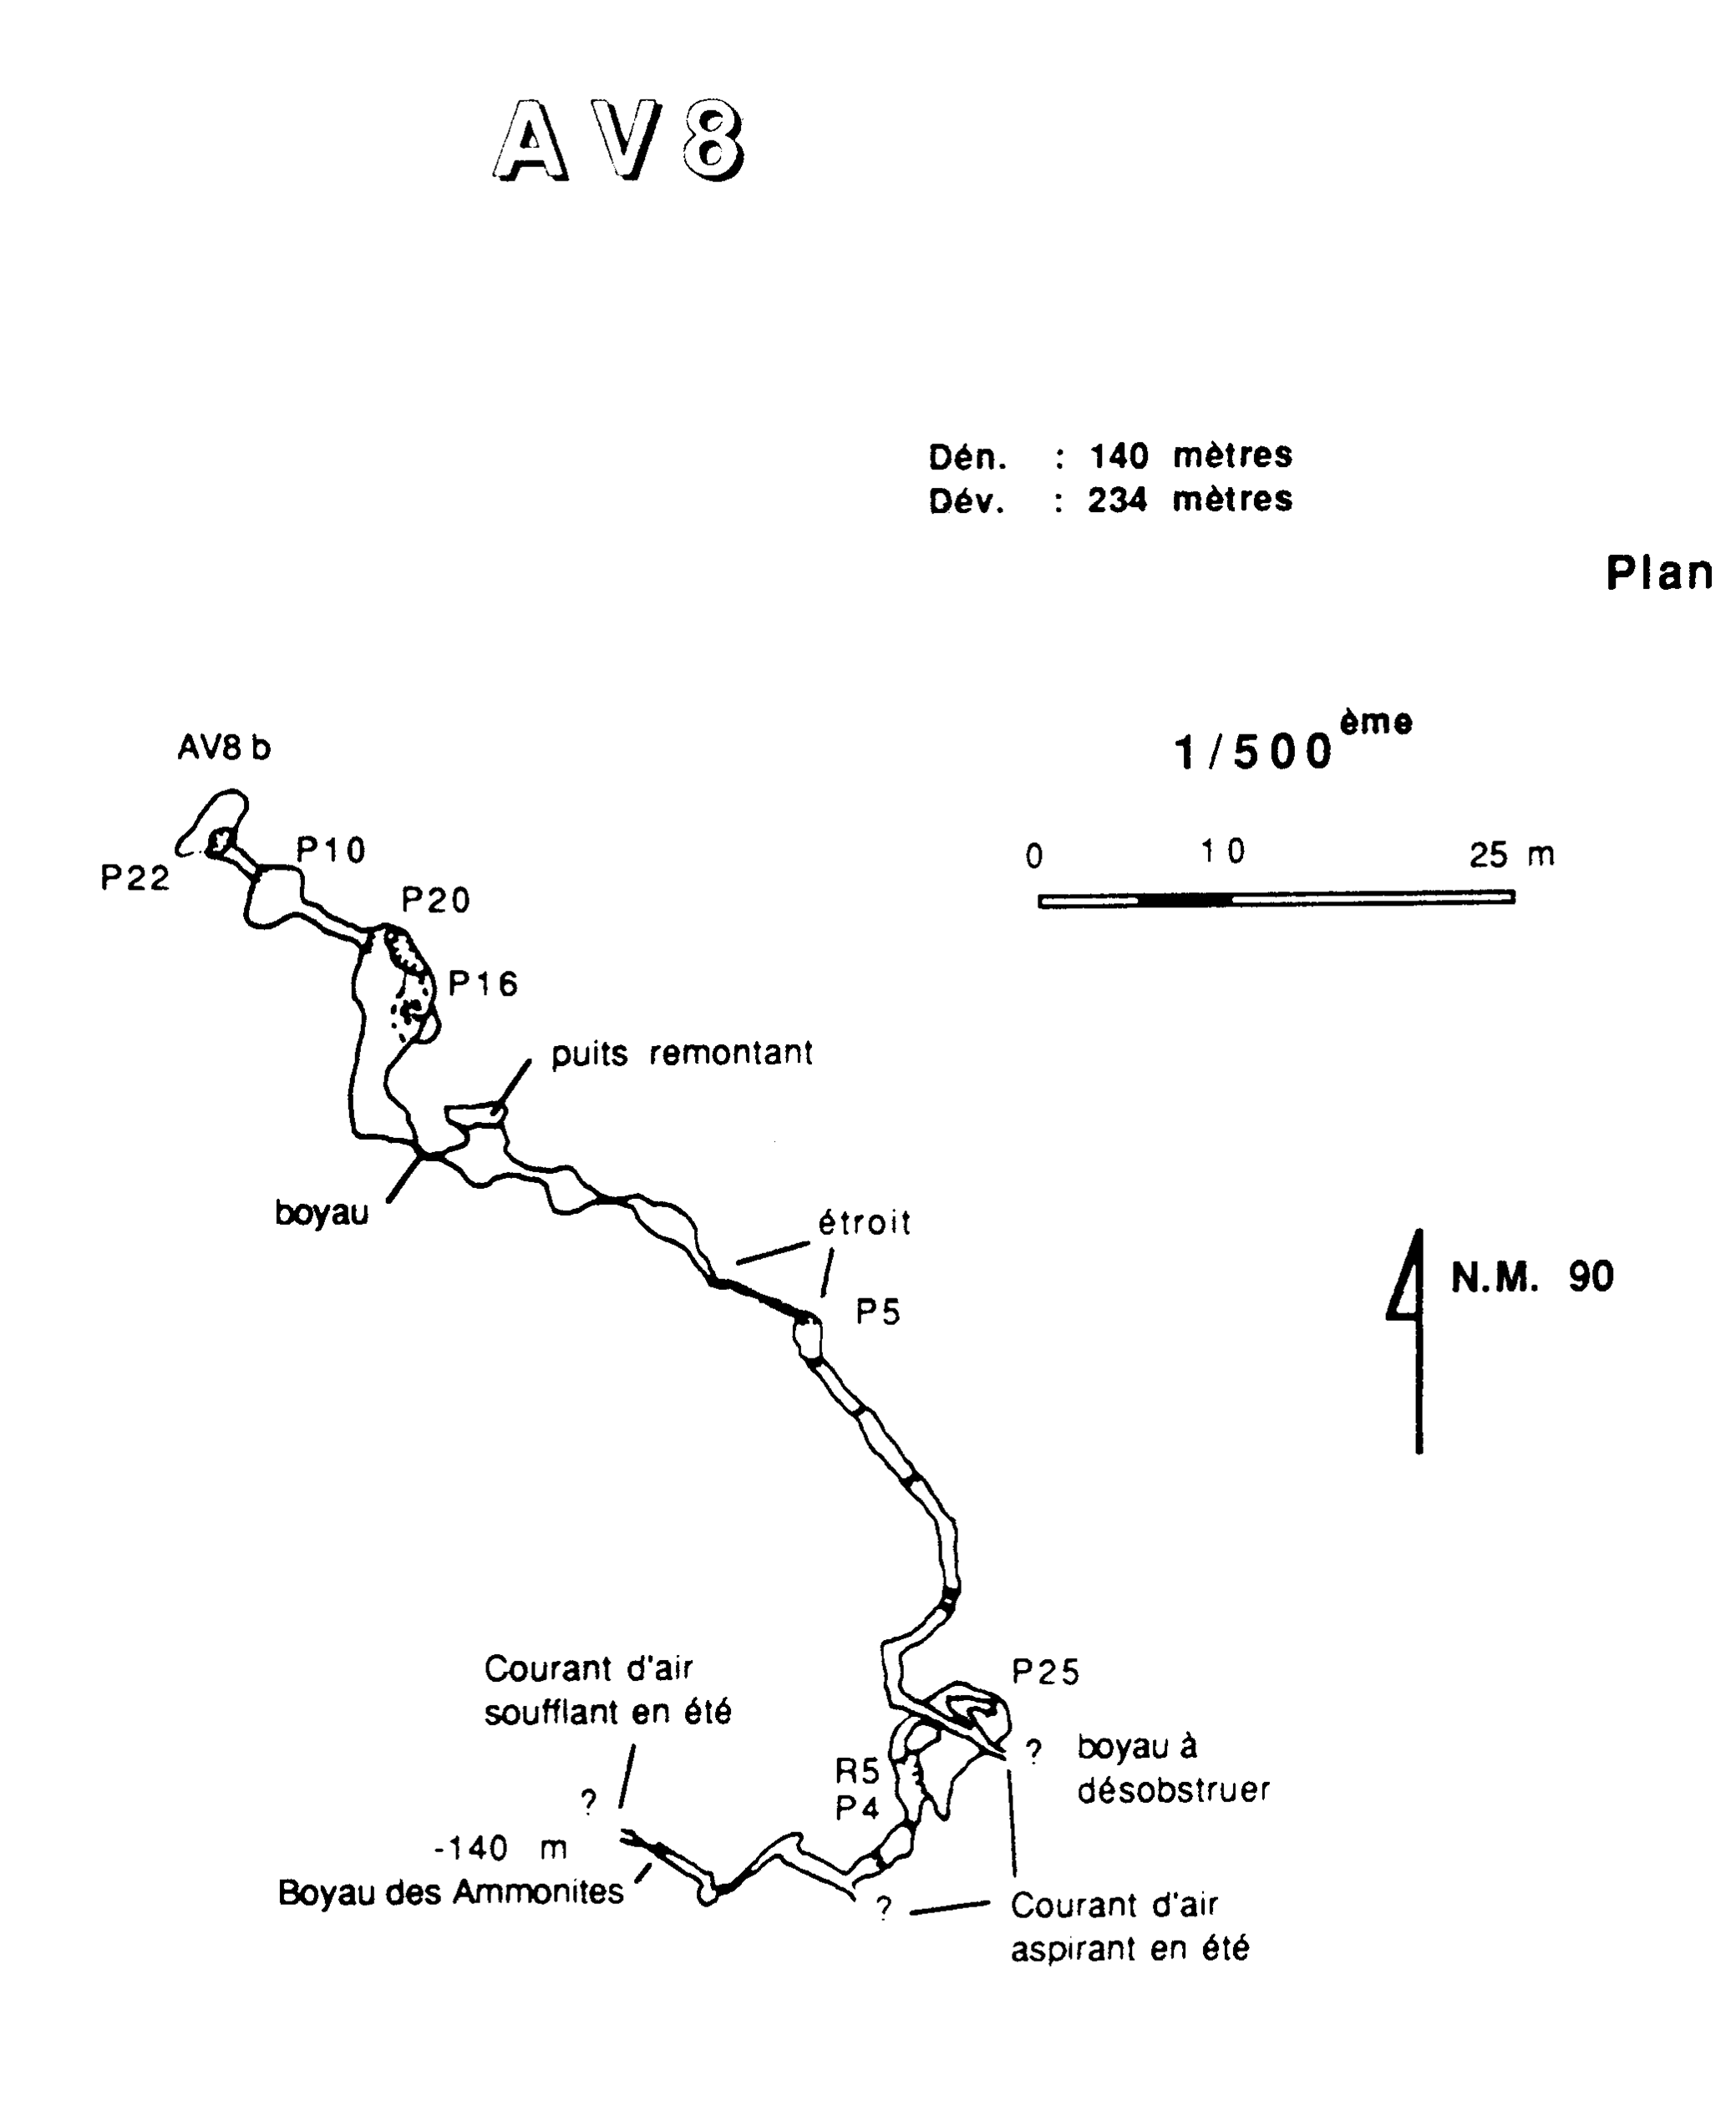 AV8
Dén. : 140 mètres
Dév. : 234 mètres
Plan
1/500ème
0 10 25 m
AV8 b
P10
P22
P20
P16
puits remontant
boyau
étroit
N.M. 90
P5
Courant d'air
soufflant en été
P25
? boyau à
désobstruer
R5
P4
?
-140 m
Boyau des Ammonites
?
Courant d'air
aspirant en été